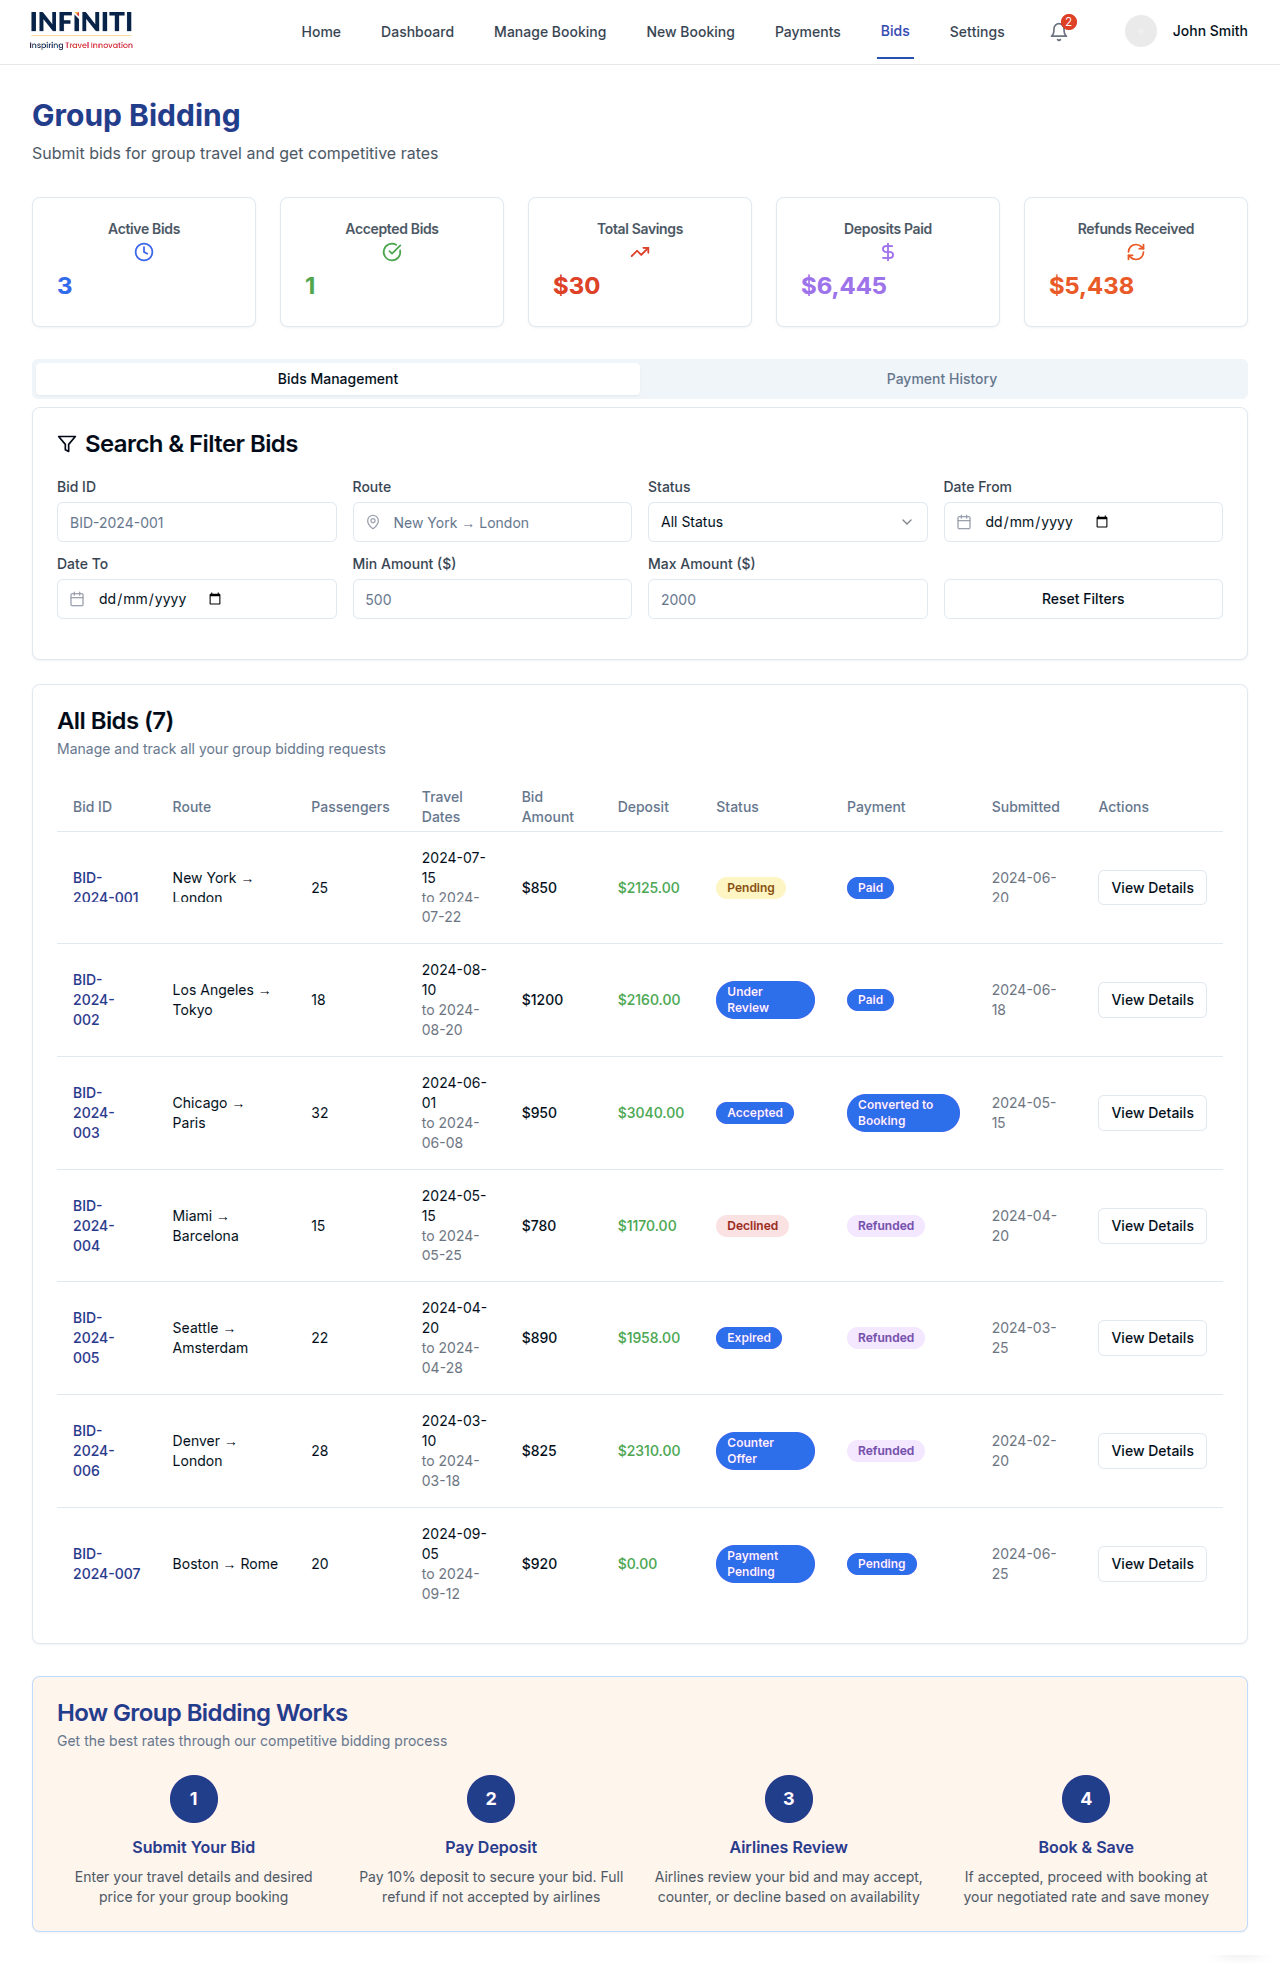 INFINITI
Inspiring Travel Innovation
Home
Dashboard
Manage Booking
New Booking
Payments
Bids
Settings
2
John Smith
Group Bidding
Submit bids for group travel and get competitive rates
Active Bids
3
Accepted Bids
1
Total Savings
$30
Deposits Paid
$6,445
Refunds Received
$5,438
Bids Management
Payment History
Search & Filter Bids
Bid ID
Route
Status
Date From
BID-2024-001
New York → London
All Status
dd/mm/yyyy
Date To
Min Amount ($)
Max Amount ($)
dd/mm/yyyy
500
2000
Reset Filters
All Bids (7)
Manage and track all your group bidding requests
Bid ID
Route
Passengers
Travel
Dates
Bid
Amount
Deposit
Status
Payment
Submitted
Actions
BID-
2024-001
New York →
London
25
2024-07-
15
to 2024-
07-22
$850
$2125.00
Pending
Paid
2024-06-
20
View Details
BID-
2024-
002
Los Angeles →
Tokyo
18
2024-08-
10
to 2024-
08-20
$1200
$2160.00
Under
Review
Paid
2024-06-
18
View Details
BID-
2024-
003
Chicago →
Paris
32
2024-06-
01
to 2024-
06-08
$950
$3040.00
Accepted
Converted to
Booking
2024-05-
15
View Details
BID-
2024-
004
Miami →
Barcelona
15
2024-05-
15
to 2024-
05-25
$780
$1170.00
Declined
Refunded
2024-04-
20
View Details
BID-
2024-
005
Seattle →
Amsterdam
22
2024-04-
20
to 2024-
04-28
$890
$1958.00
Expired
Refunded
2024-03-
25
View Details
BID-
2024-
006
Denver →
London
28
2024-03-
10
to 2024-
03-18
$825
$2310.00
Counter
Offer
Refunded
2024-02-
20
View Details
BID-
2024-007
Boston → Rome
20
2024-09-
05
to 2024-
09-12
$920
$0.00
Payment
Pending
Pending
2024-06-
25
View Details
How Group Bidding Works
Get the best rates through our competitive bidding process
1
Submit Your Bid
Enter your travel details and desired
price for your group booking
2
Pay Deposit
Pay 10% deposit to secure your bid. Full
refund if not accepted by airlines
3
Airlines Review
Airlines review your bid and may accept,
counter, or decline based on availability
4
Book & Save
If accepted, proceed with booking at
your negotiated rate and save money